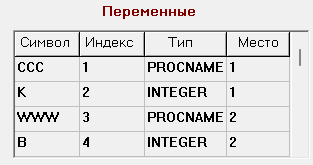 Переменные
Символ Индекс Тип Место
CCC 1 PROCNAME 1
K 2 INTEGER 1
WWW 3 PROCNAME 2
B 4 INTEGER 2